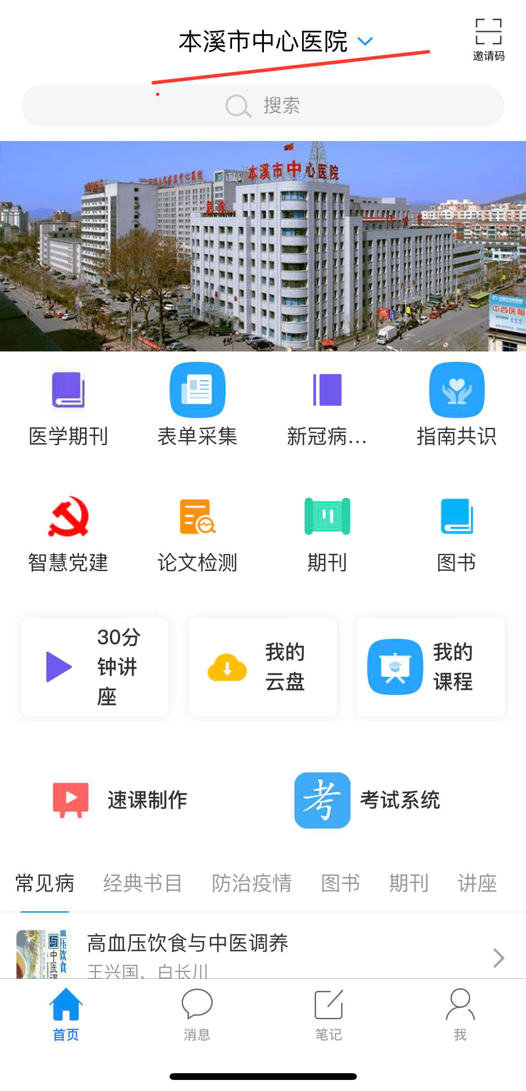 本溪市中心医院
邀请码
搜索
本溪市中心医院
医学期刊
表单采集
新冠病...
指南共识
智慧党建
论文检测
期刊
图书
30分
钟讲
座
我的
云盘
我的
课程
速课制作
考
考试系统
常见病 经典书目 防治疫情 图书 期刊 讲座
高血压饮食与中医调养
王兴国，白长川
首页
消息
笔记
我